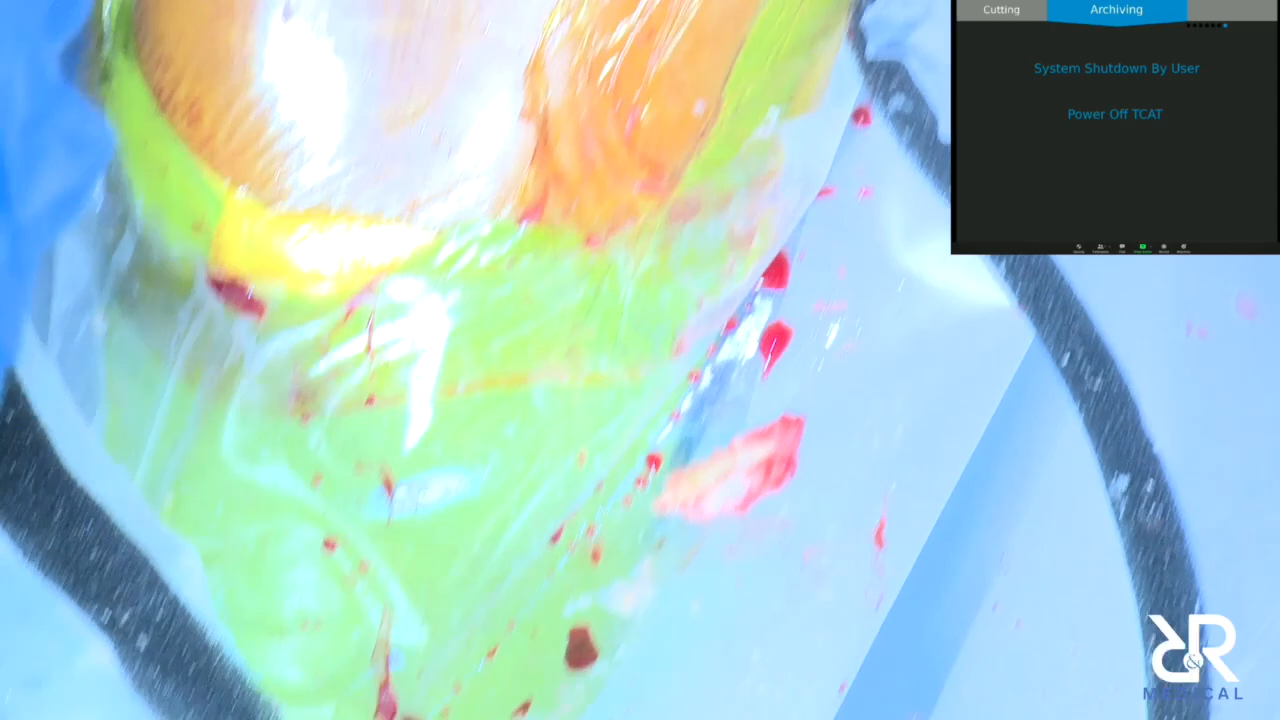 Cutting
Archiving
System Shutdown By User
Power Off TCAT
R&R
MEDICAL